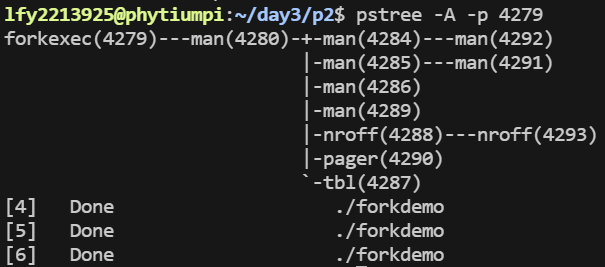 lfy2213925@phytiumpi:~/day3/p2$ pstree -A -p 4279
forkexec(4279)---man(4280)-+-man(4284)---man(4292)
                           |-man(4285)---man(4291)
                           |-man(4286)
                           |-man(4289)
                           |-nroff(4288)---nroff(4293)
                           |-pager(4290)
                           `-tbl(4287)
[4]   Done                    ./forkdemo
[5]   Done                    ./forkdemo
[6]   Done                    ./forkdemo